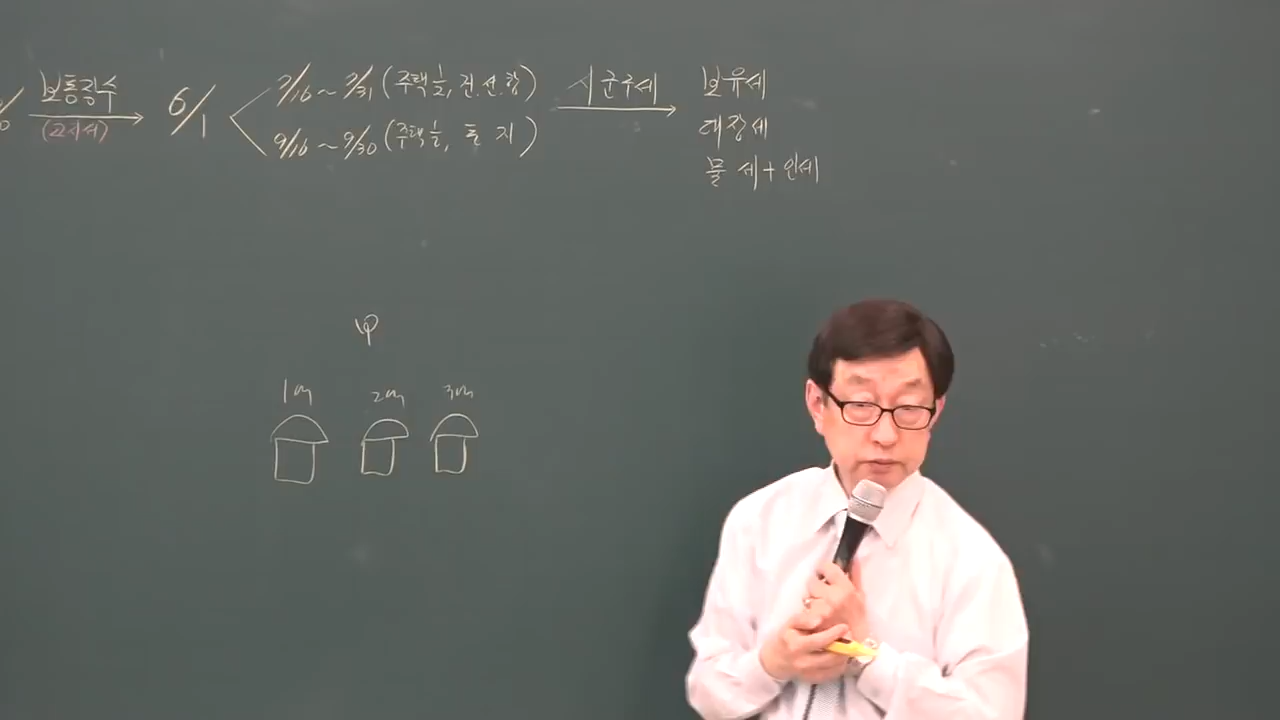 보통징수
(고지서)
6/1
7/16 ~ 7/31 (주택 1/2, 건.선.항)
9/16 ~ 9/30 (주택 1/2, 토지)
시군구세
보유세
대장세
물세 + 인세
甲
1억 2억 3억